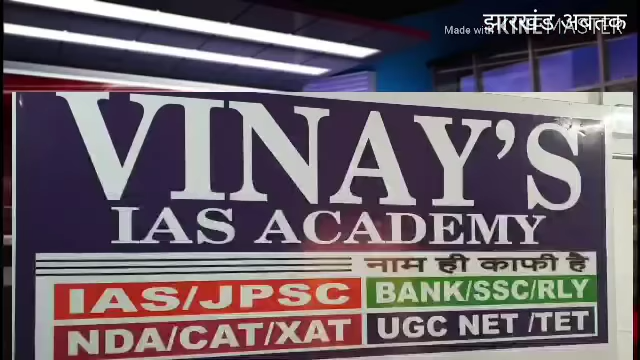 झारखंड अबतक
Made with KINEMASTER
VINAY'S
IAS ACADEMY
नाम ही काफी है
IAS/JPSC
BANK/SSC/RLY
NDA/CAT/XAT
UGC NET /TET